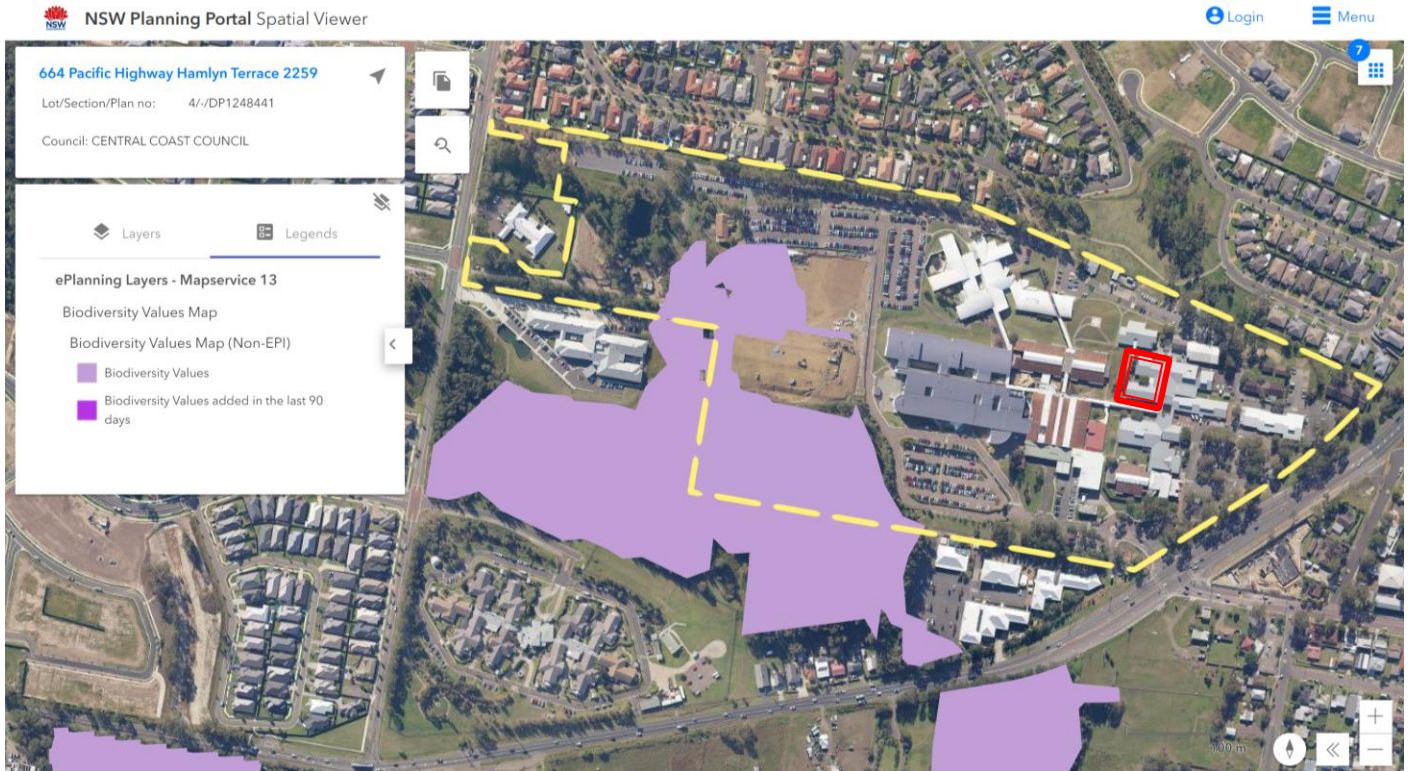 NSW
NSW Planning Portal Spatial Viewer
Login
Menu
664 Pacific Highway Hamlyn Terrace 2259
Lot/Section/Plan no: 4/-/DP1248441
Council: CENTRAL COAST COUNCIL
7
Layers
Legends
ePlanning Layers - Mapservice 13
Biodiversity Values Map
Biodiversity Values Map (Non-EPI)
Biodiversity Values
Biodiversity Values added in the last 90
days
100 m